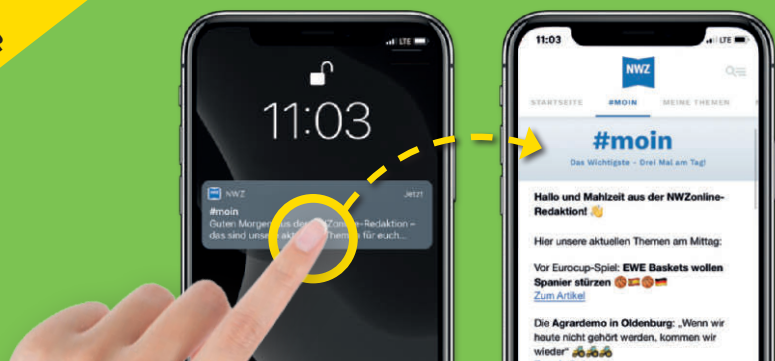 LTE
11:03
NWZ
Jetzt
#moin
Guten Morgen aus der NWZonline-Redaktion –
das sind unsere Themen für euch...
11:03
LTE
NWZ
STARTSEITE #MOIN MEINE THEMEN
#moin
Das Wichtigste – Drei Mal am Tag!
Hallo und Mahlzeit aus der NWZonline-
Redaktion! 👋
Hier unsere aktuellen Themen am Mittag:
Vor Eurocup-Spiel: EWE Baskets wollen
Spanier stürzen 🏀🇪🇸🏀🇩🇪
Zum Artikel
Die Agrardemo in Oldenburg: „Wenn wir
heute nicht gehört werden, kommen wir
wieder“ 🚜🚜🚜